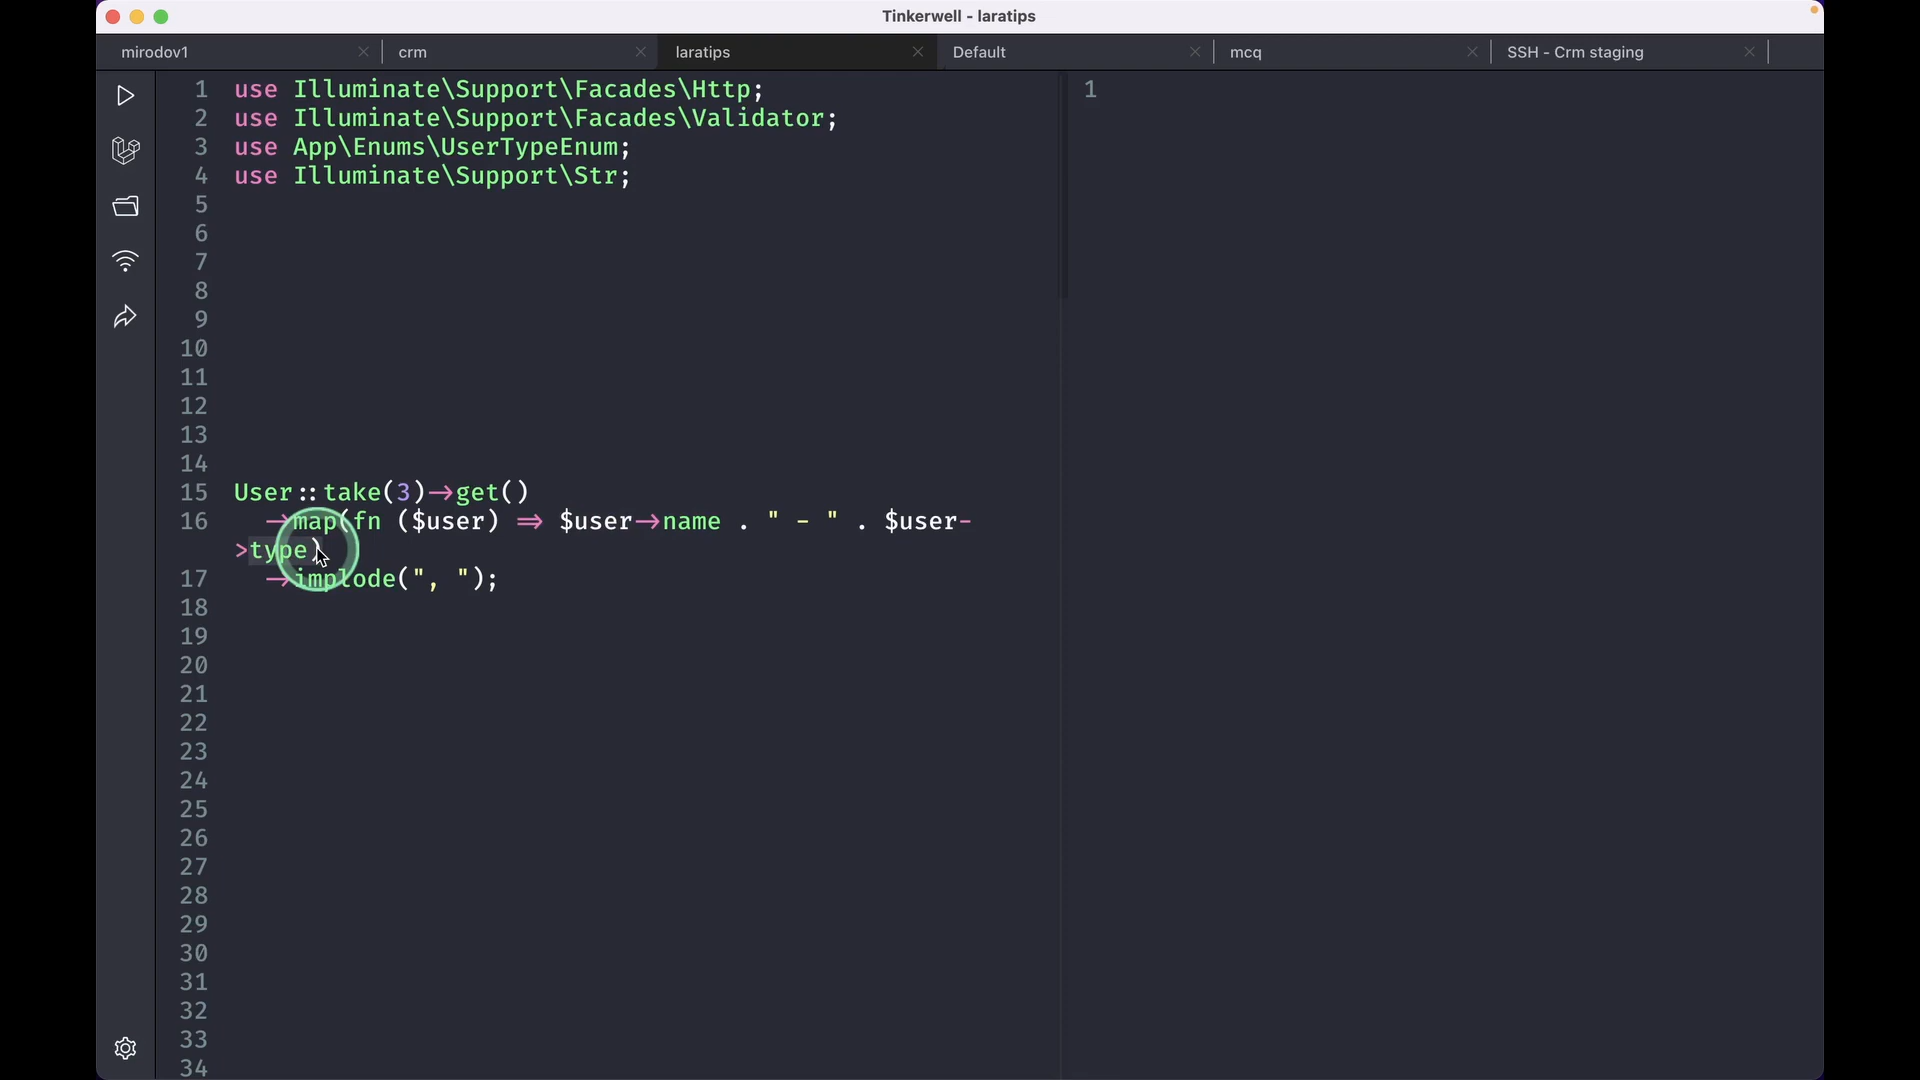 Tinkerwell - laratips
mirodov1
crm
laratips
Default
mcq
SSH - Crm staging
1 use Illuminate\Support\Facades\Http;
2 use Illuminate\Support\Facades\Validator;
3 use App\Enums\UserTypeEnum;
4 use Illuminate\Support\Str;
5
6
7
8
9
10
11
12
13
14
15 User::take(3)->get()
16 ->map(fn ($user) => $user->name . " - " . $user-
>type)
17 ->implode(", ");
18
19
20
21
22
23
24
25
26
27
28
29
30
31
32
33
34
1